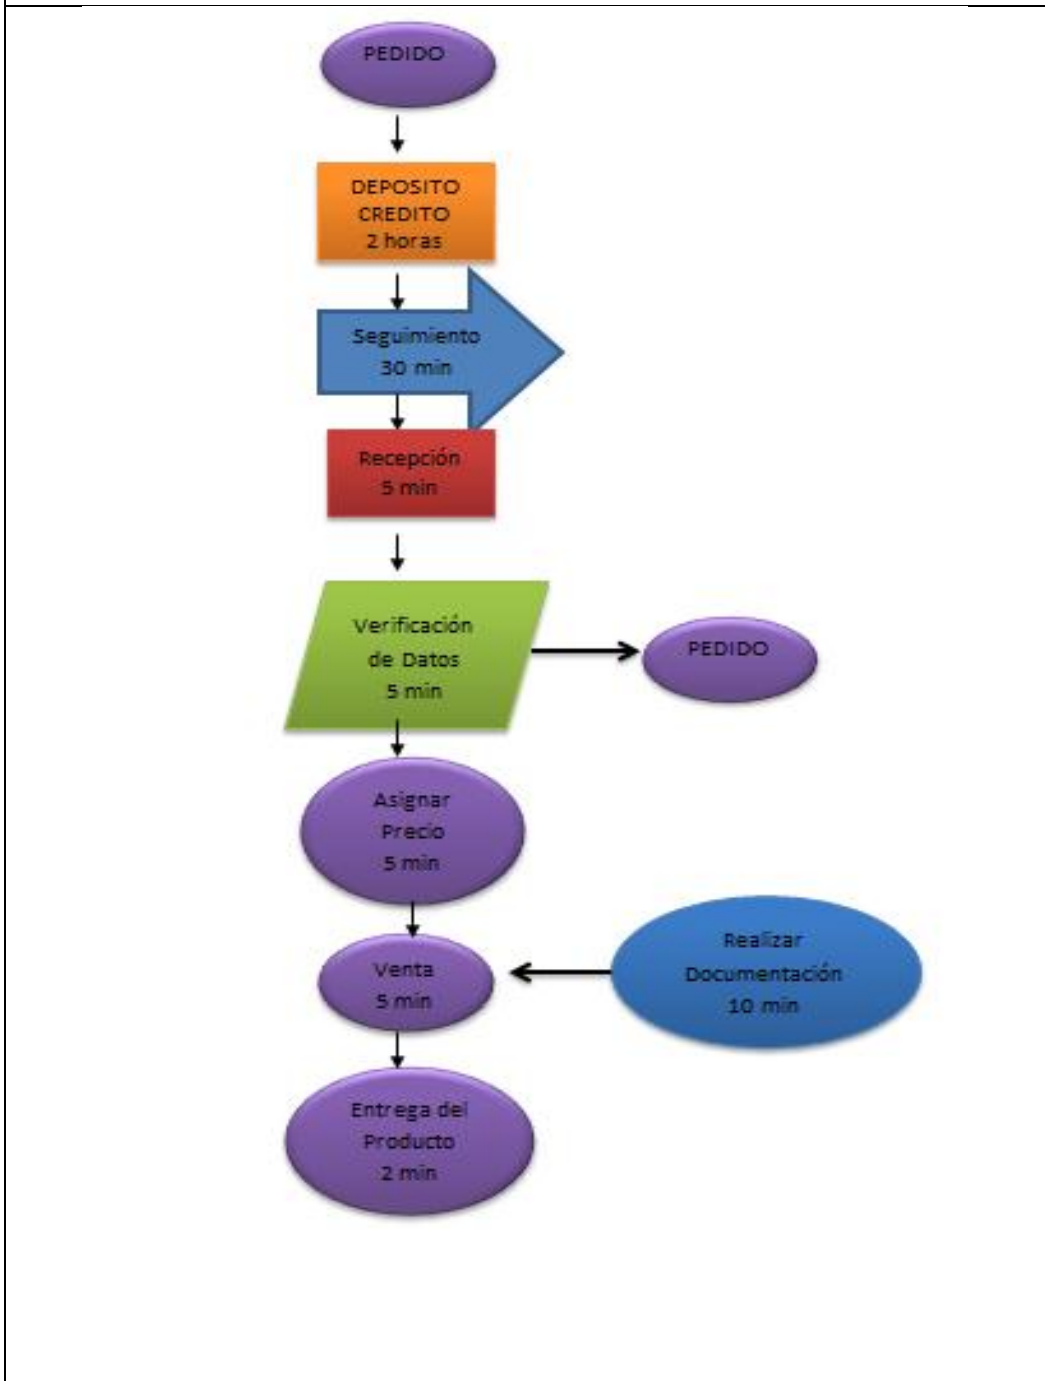 PEDIDO
DEPOSITO
CREDITO
2 horas
Seguimiento
30 min
Recepción
5 min
Verificación
de Datos
5 min
PEDIDO
Asignar
Precio
5 min
Venta
5 min
Realizar
Documentación
10 min
Entrega del
Producto
2 min